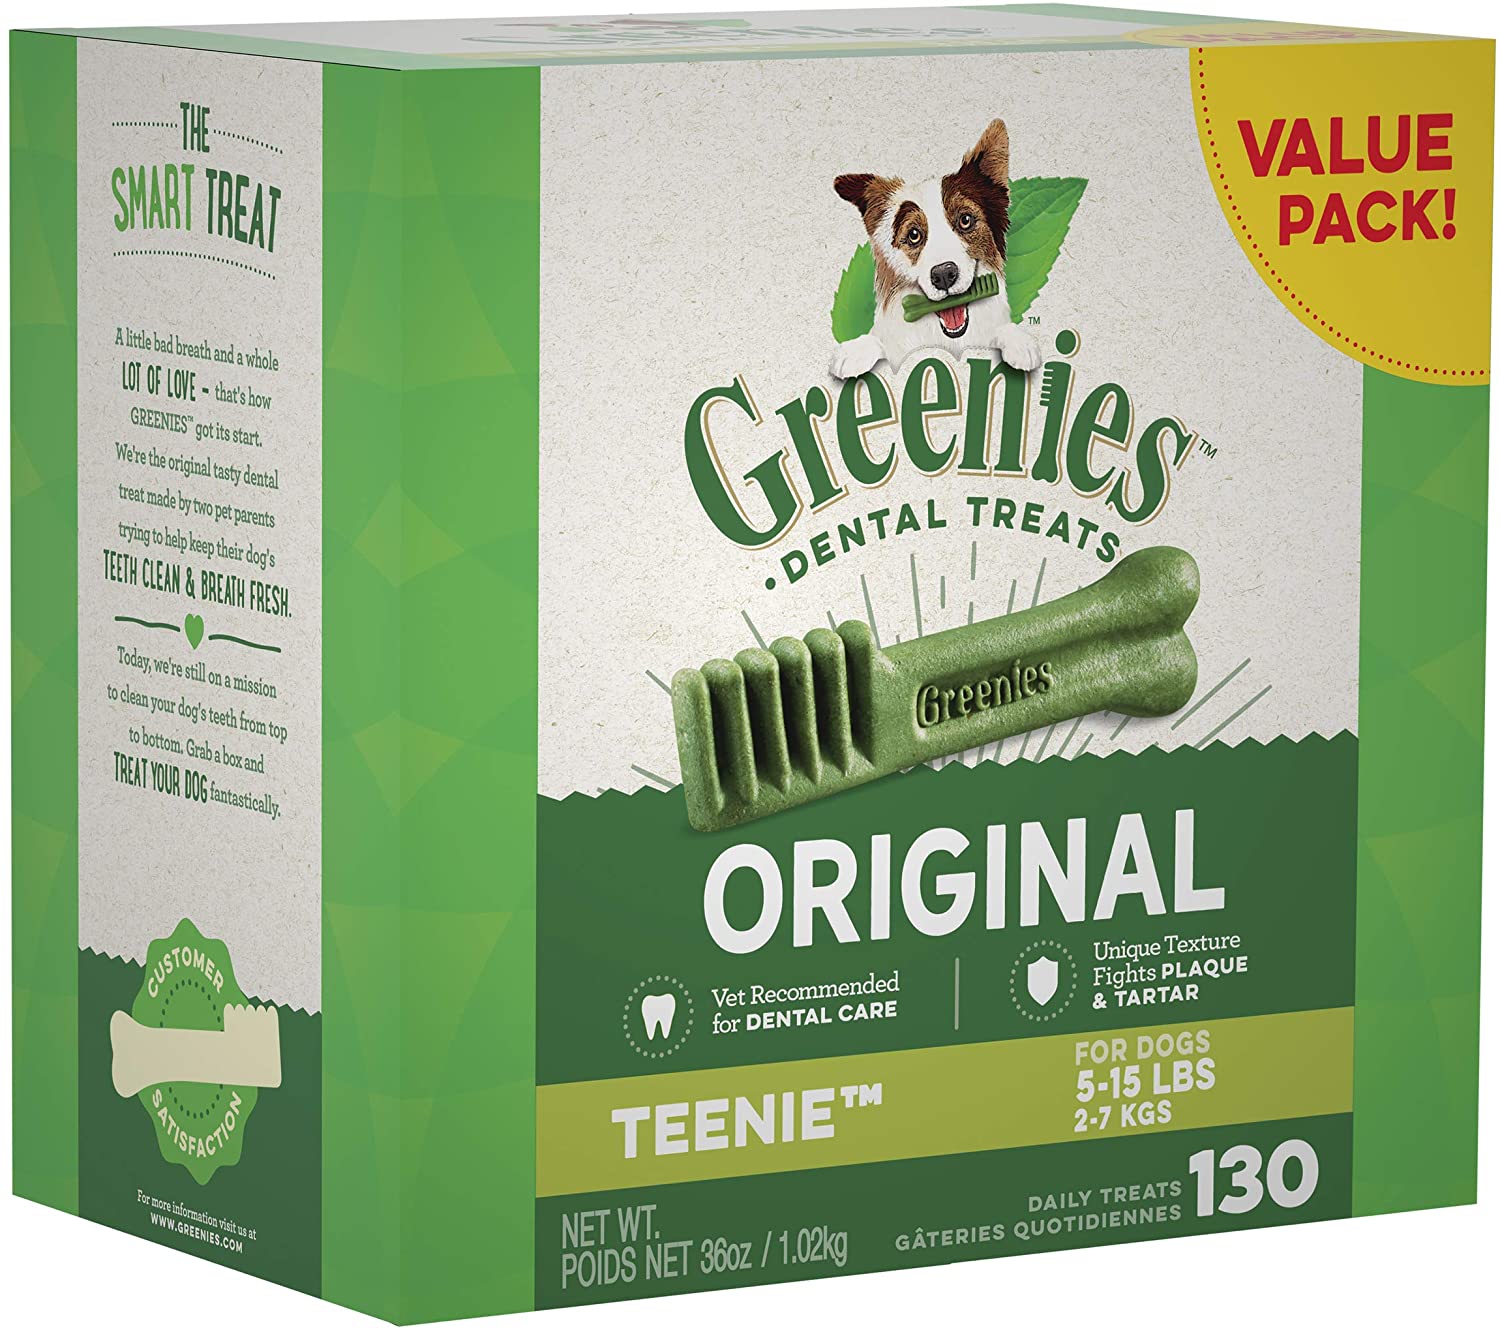 THE
SMART TREAT
A little bad breath and a whole
LOT OF LOVE – that's how
GREENIES™ got its start.
We're the original tasty dental
treat made by two pet parents
trying to help keep their dog's
TEETH CLEAN & BREATH FRESH.
Today, we're still on a mission
to clean your dog's teeth from top
to bottom. Grab a box and
TREAT YOUR DOG fantastically.
CUSTOMER
SATISFACTION
For more information visit us at
WWW.GREENIES.COM
Greenies
VALUE
PACK!
™
Greenies™
DENTAL TREATS
Greenies
ORIGINAL
Vet Recommended
for DENTAL CARE
Unique Texture
Fights PLAQUE
& TARTAR
TEENIE™
FOR DOGS
5-15 LBS
2-7 KGS
NET WT.
POIDS NET 36oz / 1.02kg
DAILY TREATS
GÂTERIES QUOTIDIENNES
130